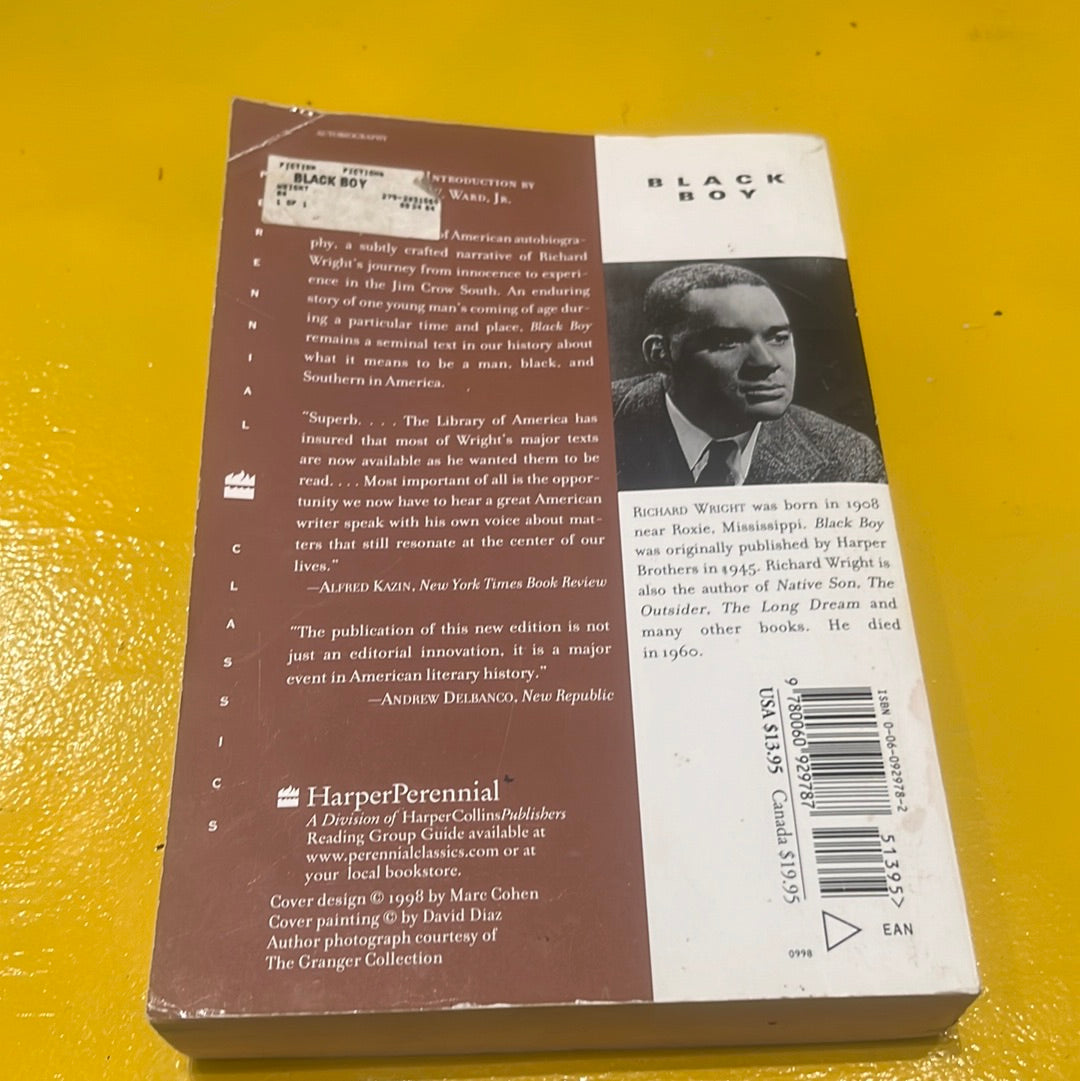 AUTOBIOGRAPHY
FICTION FICTION
BLACK BOY
WRIGHT
1 OF 1
INTRODUCTION BY
WARD, JR.
of American autobiogra-
phy, a subtly crafted narrative of Richard
Wright's journey from innocence to experi-
ence in the Jim Crow South. An enduring
story of one young man's coming of age dur-
ing a particular time and place, Black Boy
remains a seminal text in our history about
what it means to be a man, black, and
Southern in America.
"Superb. . . . The Library of America has
insured that most of Wright's major texts
are now available as he wanted them to be
read. . . . Most important of all is the oppor-
tunity we now have to hear a great American
writer speak with his own voice about mat-
ters that still resonate at the center of our
lives."
—ALFRED KAZIN, New York Times Book Review
"The publication of this new edition is not
just an editorial innovation, it is a major
event in American literary history."
—ANDREW DELBANCO, New Republic
HarperPerennial
A Division of HarperCollinsPublishers
Reading Group Guide available at
www.perennialclassics.com or at
your local bookstore.
Cover design © 1998 by Marc Cohen
Cover painting © by David Diaz
Author photograph courtesy of
The Granger Collection
RENNIAL
CLASSICS
BLACK
BOY
RICHARD WRIGHT was born in 1908
near Roxie, Mississippi. Black Boy
was originally published by Harper
Brothers in 1945. Richard Wright is
also the author of Native Son, The
Outsider, The Long Dream and
many other books. He died
in 1960.
ISBN 0-06-092978-2
9 780060 929787
51395>
USA $13.95 Canada $19.95
EAN
0998